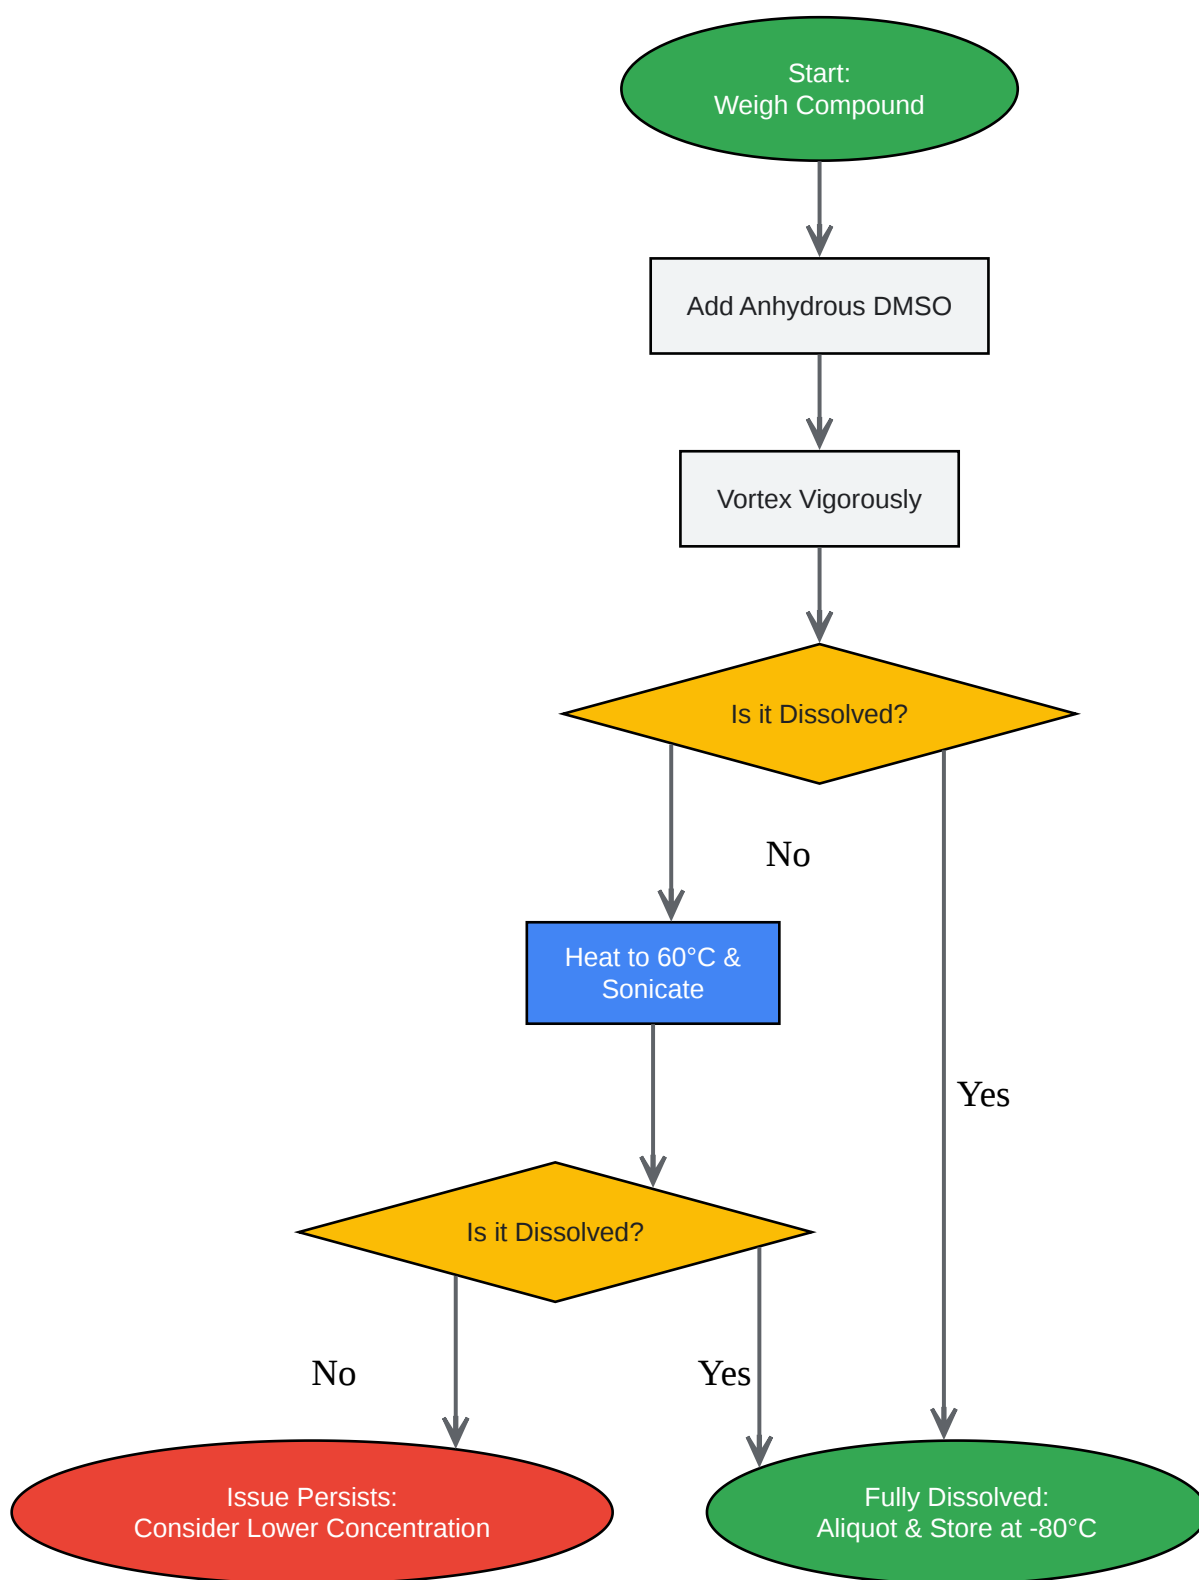 Start:
Weigh Compound
Add Anhydrous DMSO
Vortex Vigorously
Is it Dissolved?
No
Heat to 60°C &
Sonicate
Yes
Is it Dissolved?
No
Yes
Issue Persists:
Consider Lower Concentration
Fully Dissolved:
Aliquot & Store at -80°C